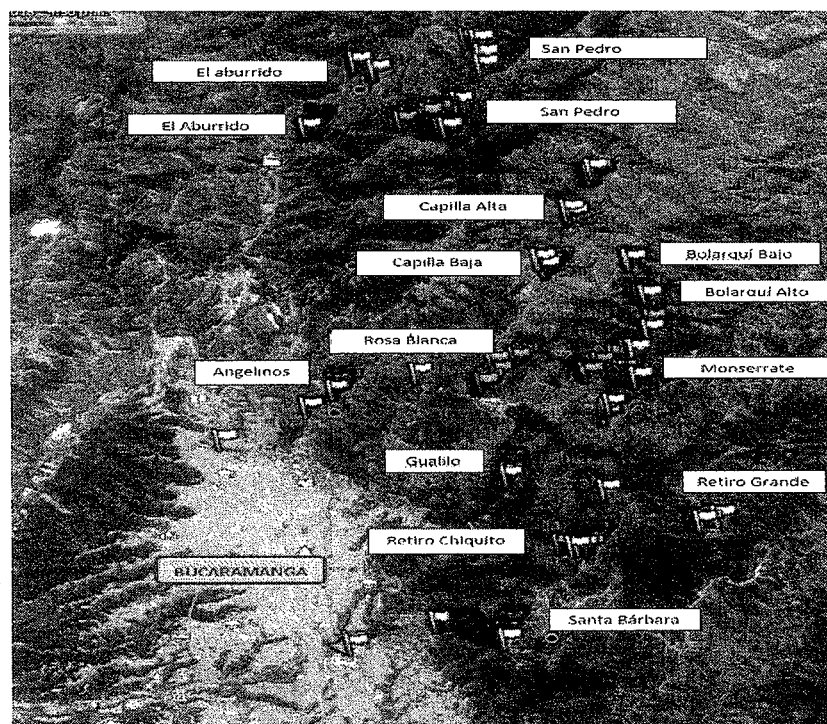 San Pedro
El aburrido
San Pedro
El Aburrido
Capilla Alta
Bolarquí Bajo
Capilla Baja
Bolarquí Alto
Rosa Blanca
Angelinos
Monserrate
Gualilo
Retiro Grande
Retiro Chiquito
BUCARAMANGA
Santa Bárbara